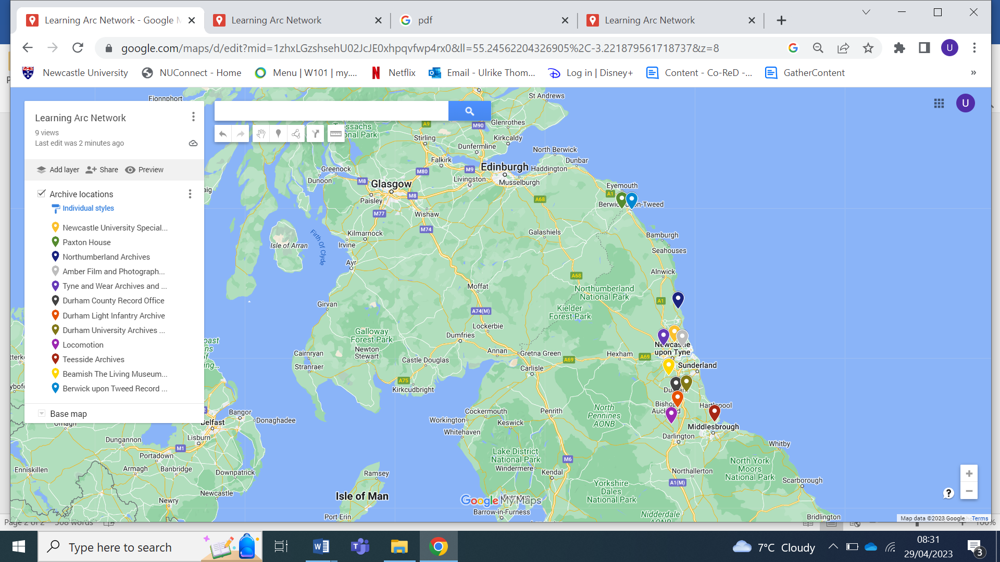 Learning Arc Network - Google M
Learning Arc Network
pdf
Learning Arc Network
google.com/maps/d/edit?mid=1zhxLGzshsehU02JcJE0xhpqvfwp4rx0&ll=55.24562204326905%2C-3.221879561718737&z=8
U
Newcastle University
NUConnect - Home
Menu | W101 | my....
Netflix
Email - Ulrike Thom...
Log in | Disney+
Content - Co-ReD -...
GatherContent
»
Learning Arc Network
9 views
Last edit was 2 minutes ago
Add layer
Share
Preview
Archive locations
Individual styles
Newcastle University Special...
Paxton House
Northumberland Archives
Amber Film and Photograph...
Tyne and Wear Archives and ...
Durham County Record Office
Durham Light Infantry Archive
Durham University Archives ...
Locomotion
Teesside Archives
Beamish The Living Museum...
Berwick upon Tweed Record ...
Base map
U
Fionnphort
St Andrews
Trossachs
onal Park
A9
M90
Glenrothes
Stirling
Kirkcaldy
Dunfermline
North Berwick
Falkirk
Dunbar
Greenock
M80
M9
Edinburgh
Haddington
Dunoon
M8
Livingston
Musselburgh
Glasgow
Eyemouth
aig
Paisley
M8
A68
A1
M77
Wishaw
Kilmarnock
M74
Galashiels
Bamburgh
Isle of Arran
Irvine
Firth Of Clyde
Seahouses
Ayr
Alnwick
A68
Moffat
Northumberland
National Park
A1
Girvan
A74(M)
Kielder
Forest Park
Lockerbie
Galloway
Forest Park
Dumfries
Newcas
upon Tyne
Cairnryan
Newton
Stewart
Castle Douglas
Annan
Gretna Green
Hexham
A69
A69
Stranraer
Carlisle
Sunderland
A75
Kirkcudbright
Bangor
Donaghadee
Cockermouth
Penrith
North
Pennines
AONB
Bishop
Hartlepool
Workington
Keswick
Middlesbrough
Belfast
Whitehaven
Darlington
Lisburn
Dungannon
M1
Whitby
Portadown
Lake District
National Park
M6
North York
Moors
National Park
Enniskillen
Armagh
Banbridge
Downpatrick
Ramsey
Windermere
Kendal
Northallerton
Scarborough
A1(M)
Newcastle
Isle of Man
Yorkshire
Dales
National Park
Newry
Google My Maps
Barrow-in-Furness
Nidderdale
AONB
Port Erin
Bridlington
Map data ©2023 Google
Terms
Page 2 of 2
508 words
100%
Type here to search
7°C Cloudy
08:31
29/04/2023
3